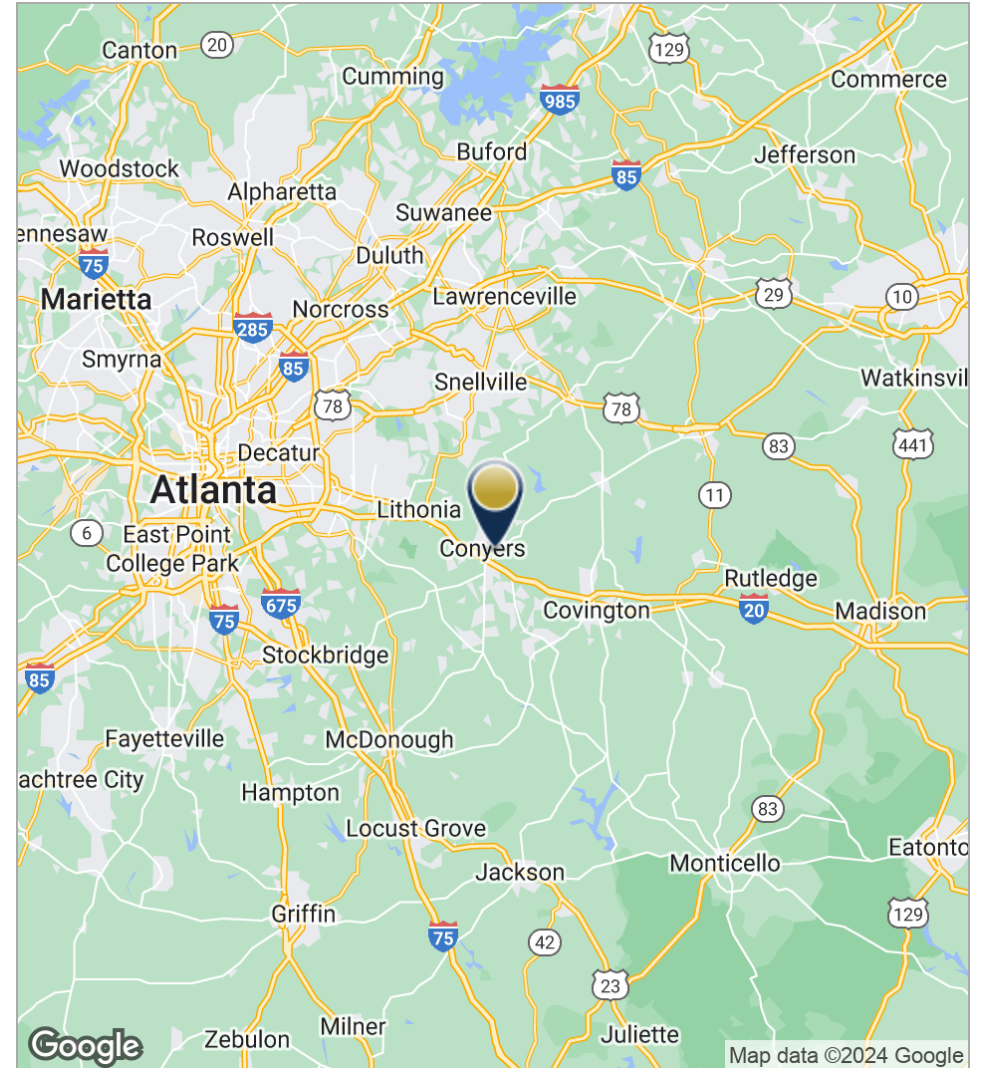 Canton
20
Cumming
129
Commerce
985
Buford
Jefferson
Woodstock
85
Alpharetta
Suwanee
ennesaw
Roswell
Duluth
75
Marietta
Lawrenceville
29
10
Norcross
285
Smyrna
85
Snellville
Watkinsvil
78
78
83
441
Decatur
Atlanta
11
Lithonia
6
East Point
Conyers
College Park
Rutledge
675
Covington
20
Madison
75
Stockbridge
85
Fayetteville
McDonough
achtree City
Hampton
83
Locust Grove
Eatonto
Jackson
Monticello
Griffin
129
75
42
23
Milner
Juliette
Zebulon
Google
Map data ©2024 Google